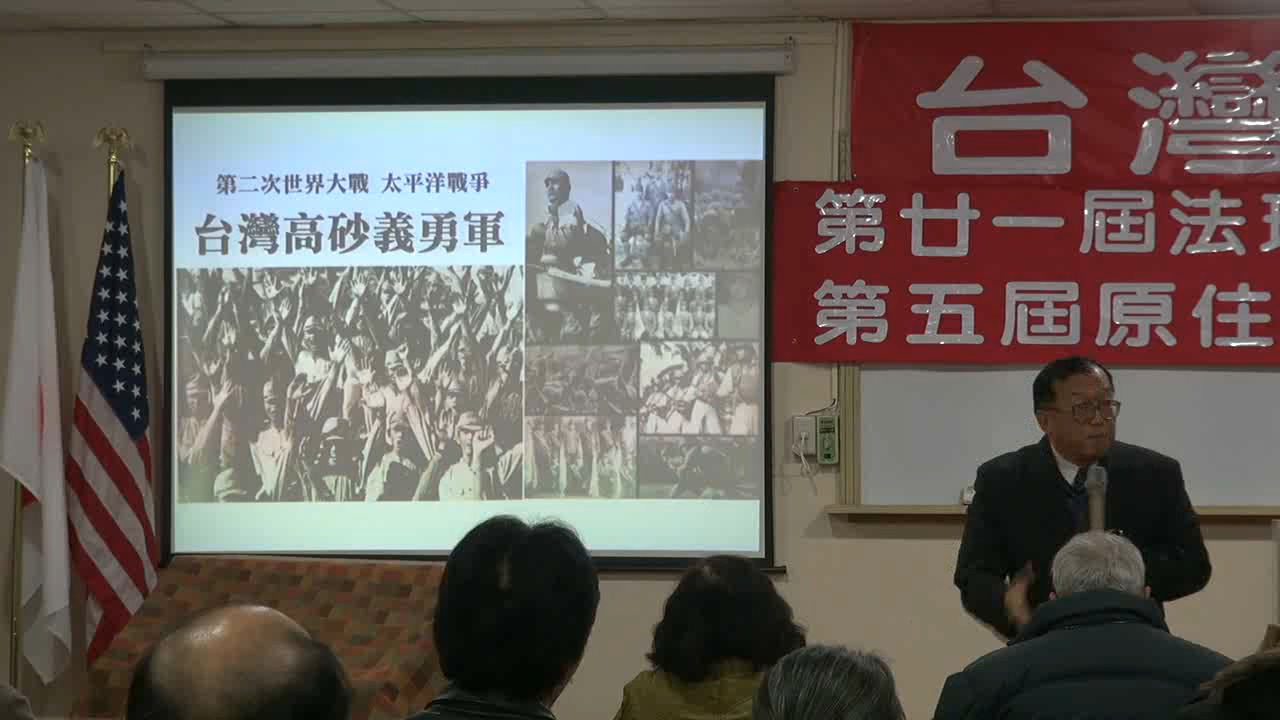 第二次世界大戰 太平洋戰爭
台灣高砂義勇軍
台灣
第廿一屆法
第五屆原住